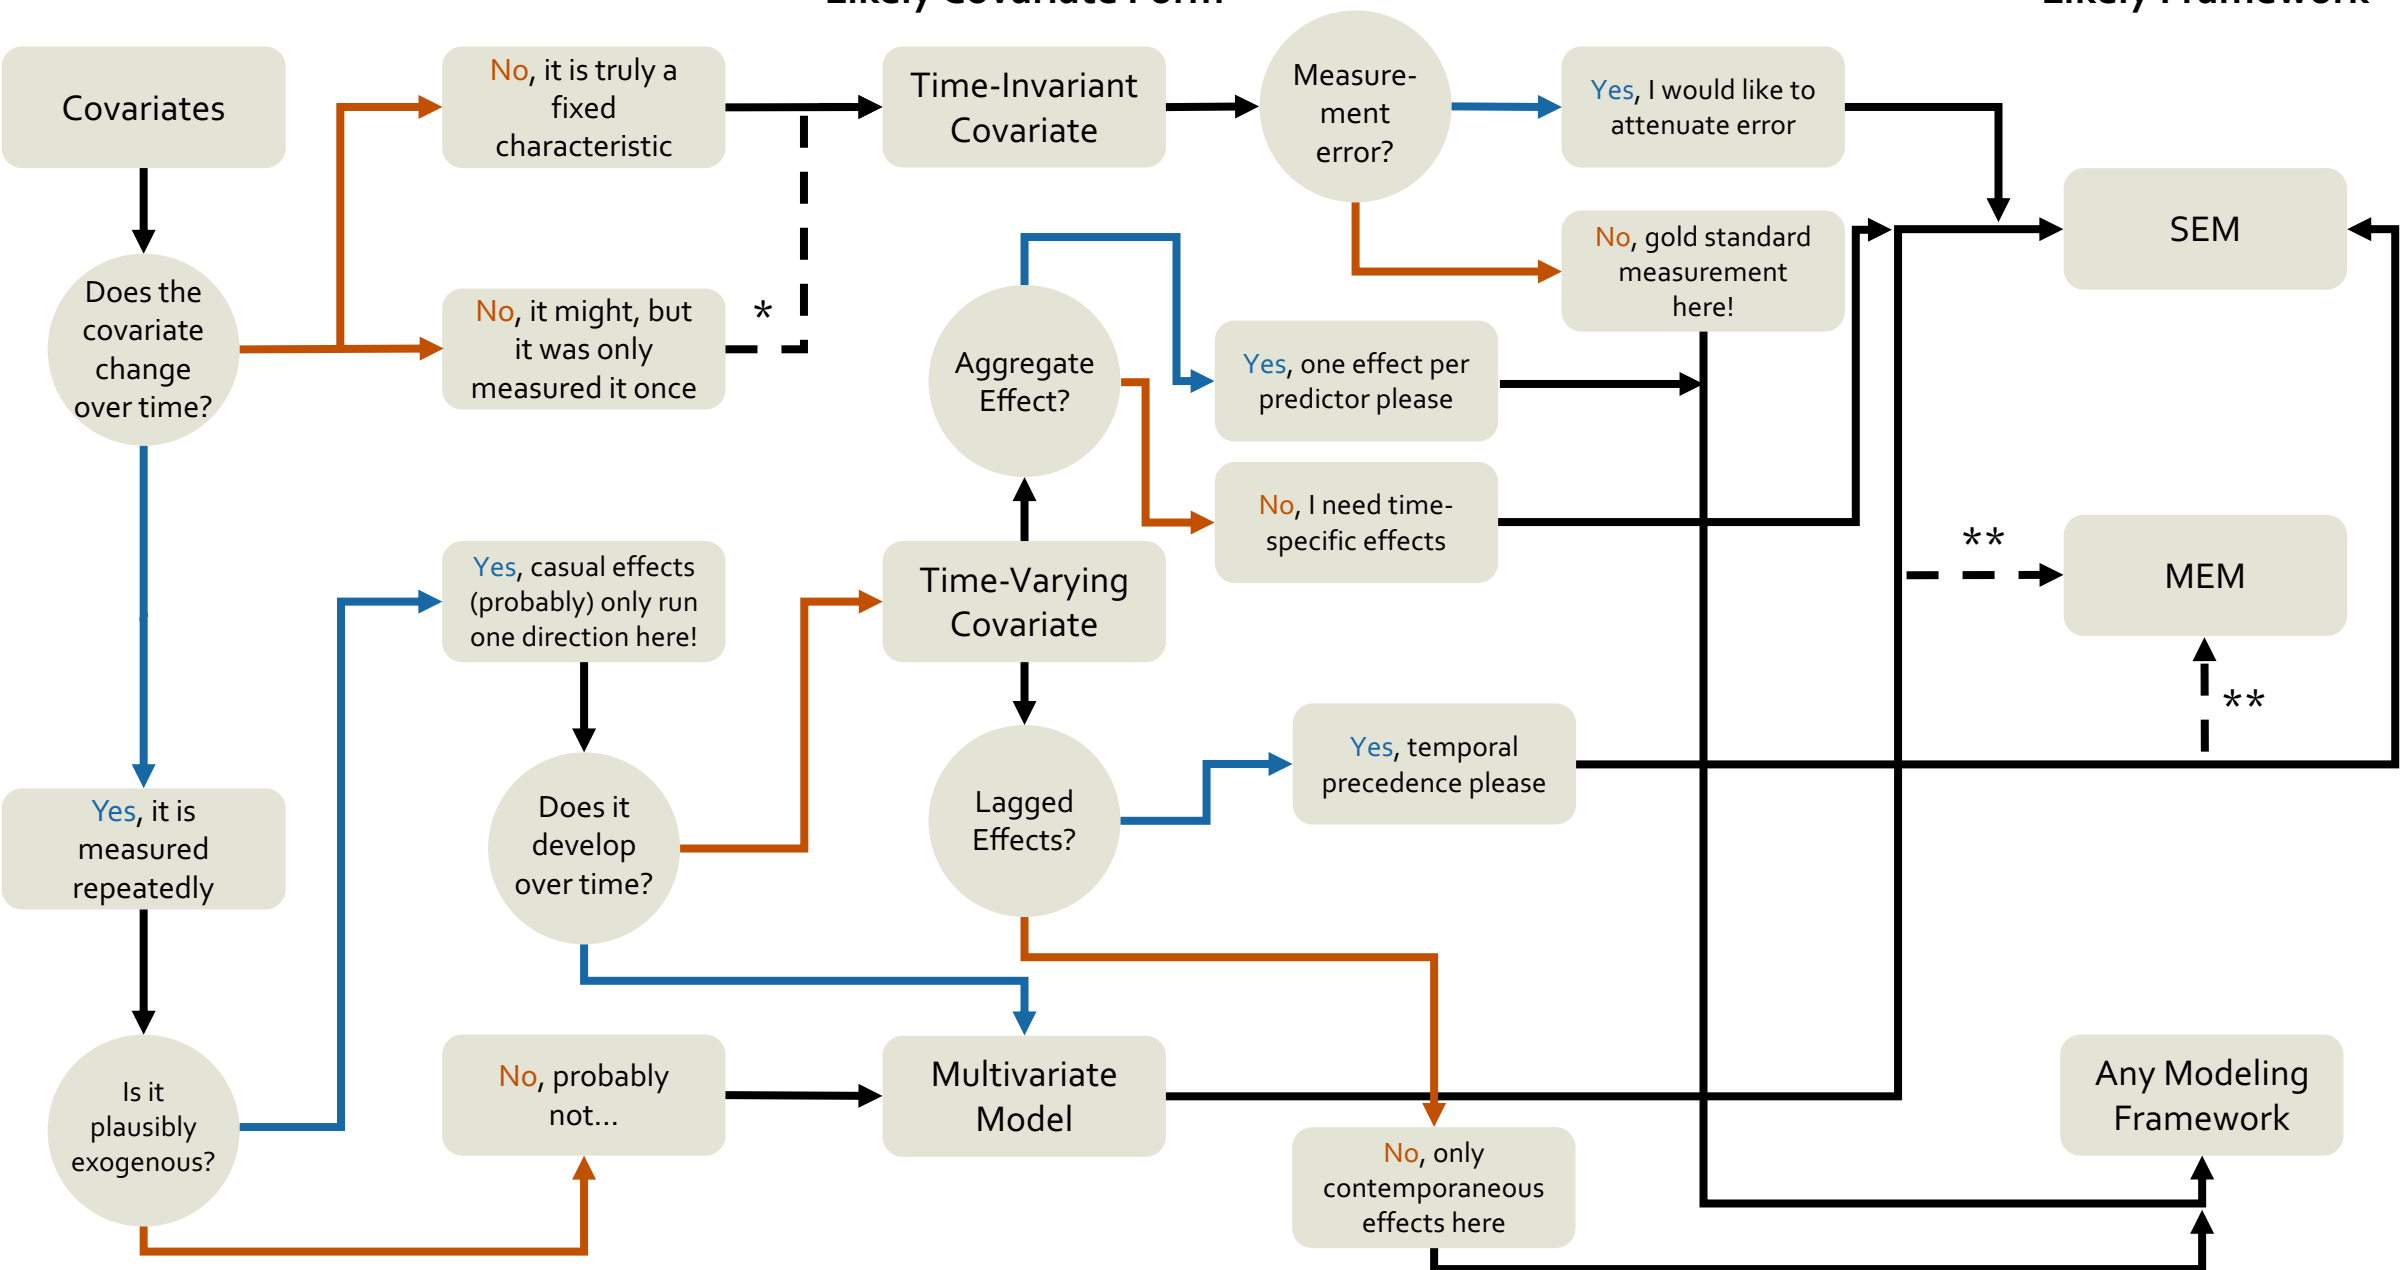 Likely Covariate Form
Likely Framework
Covariates
No, it is truly a
fixed
characteristic
Time-Invariant
Covariate
Measure-
ment
error?
Yes, I would like to
attenuate error
SEM
Does the
covariate
change
over time?
No, it might, but
it was only
measured it once
*
Aggregate
Effect?
No, gold standard
measurement
here!
Yes, one effect per
predictor please
No, I need time-
specific effects
Yes, casual effects
(probably) only run
one direction here!
Time-Varying
Covariate
**
MEM
**
Yes, it is
measured
repeatedly
Does it
develop
over time?
Lagged
Effects?
Yes, temporal
precedence please
Is it
plausibly
exogenous?
No, probably
not...
Multivariate
Model
No, only
contemporaneous
effects here
Any Modeling
Framework